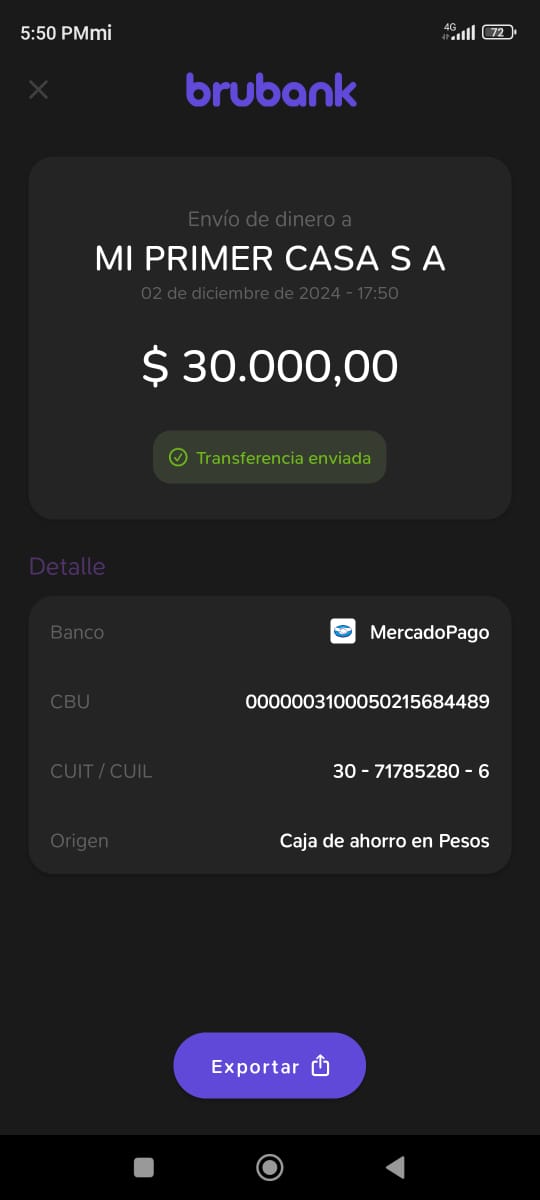 5:50 PMmi
4G
72
brubank
Envío de dinero a
MI PRIMER CASA S A
02 de diciembre de 2024 - 17:50
$ 30.000,00
Transferencia enviada
Detalle
Banco MercadoPago
CBU 0000003100050215684489
CUIT / CUIL 30 - 71785280 - 6
Origen Caja de ahorro en Pesos
Exportar